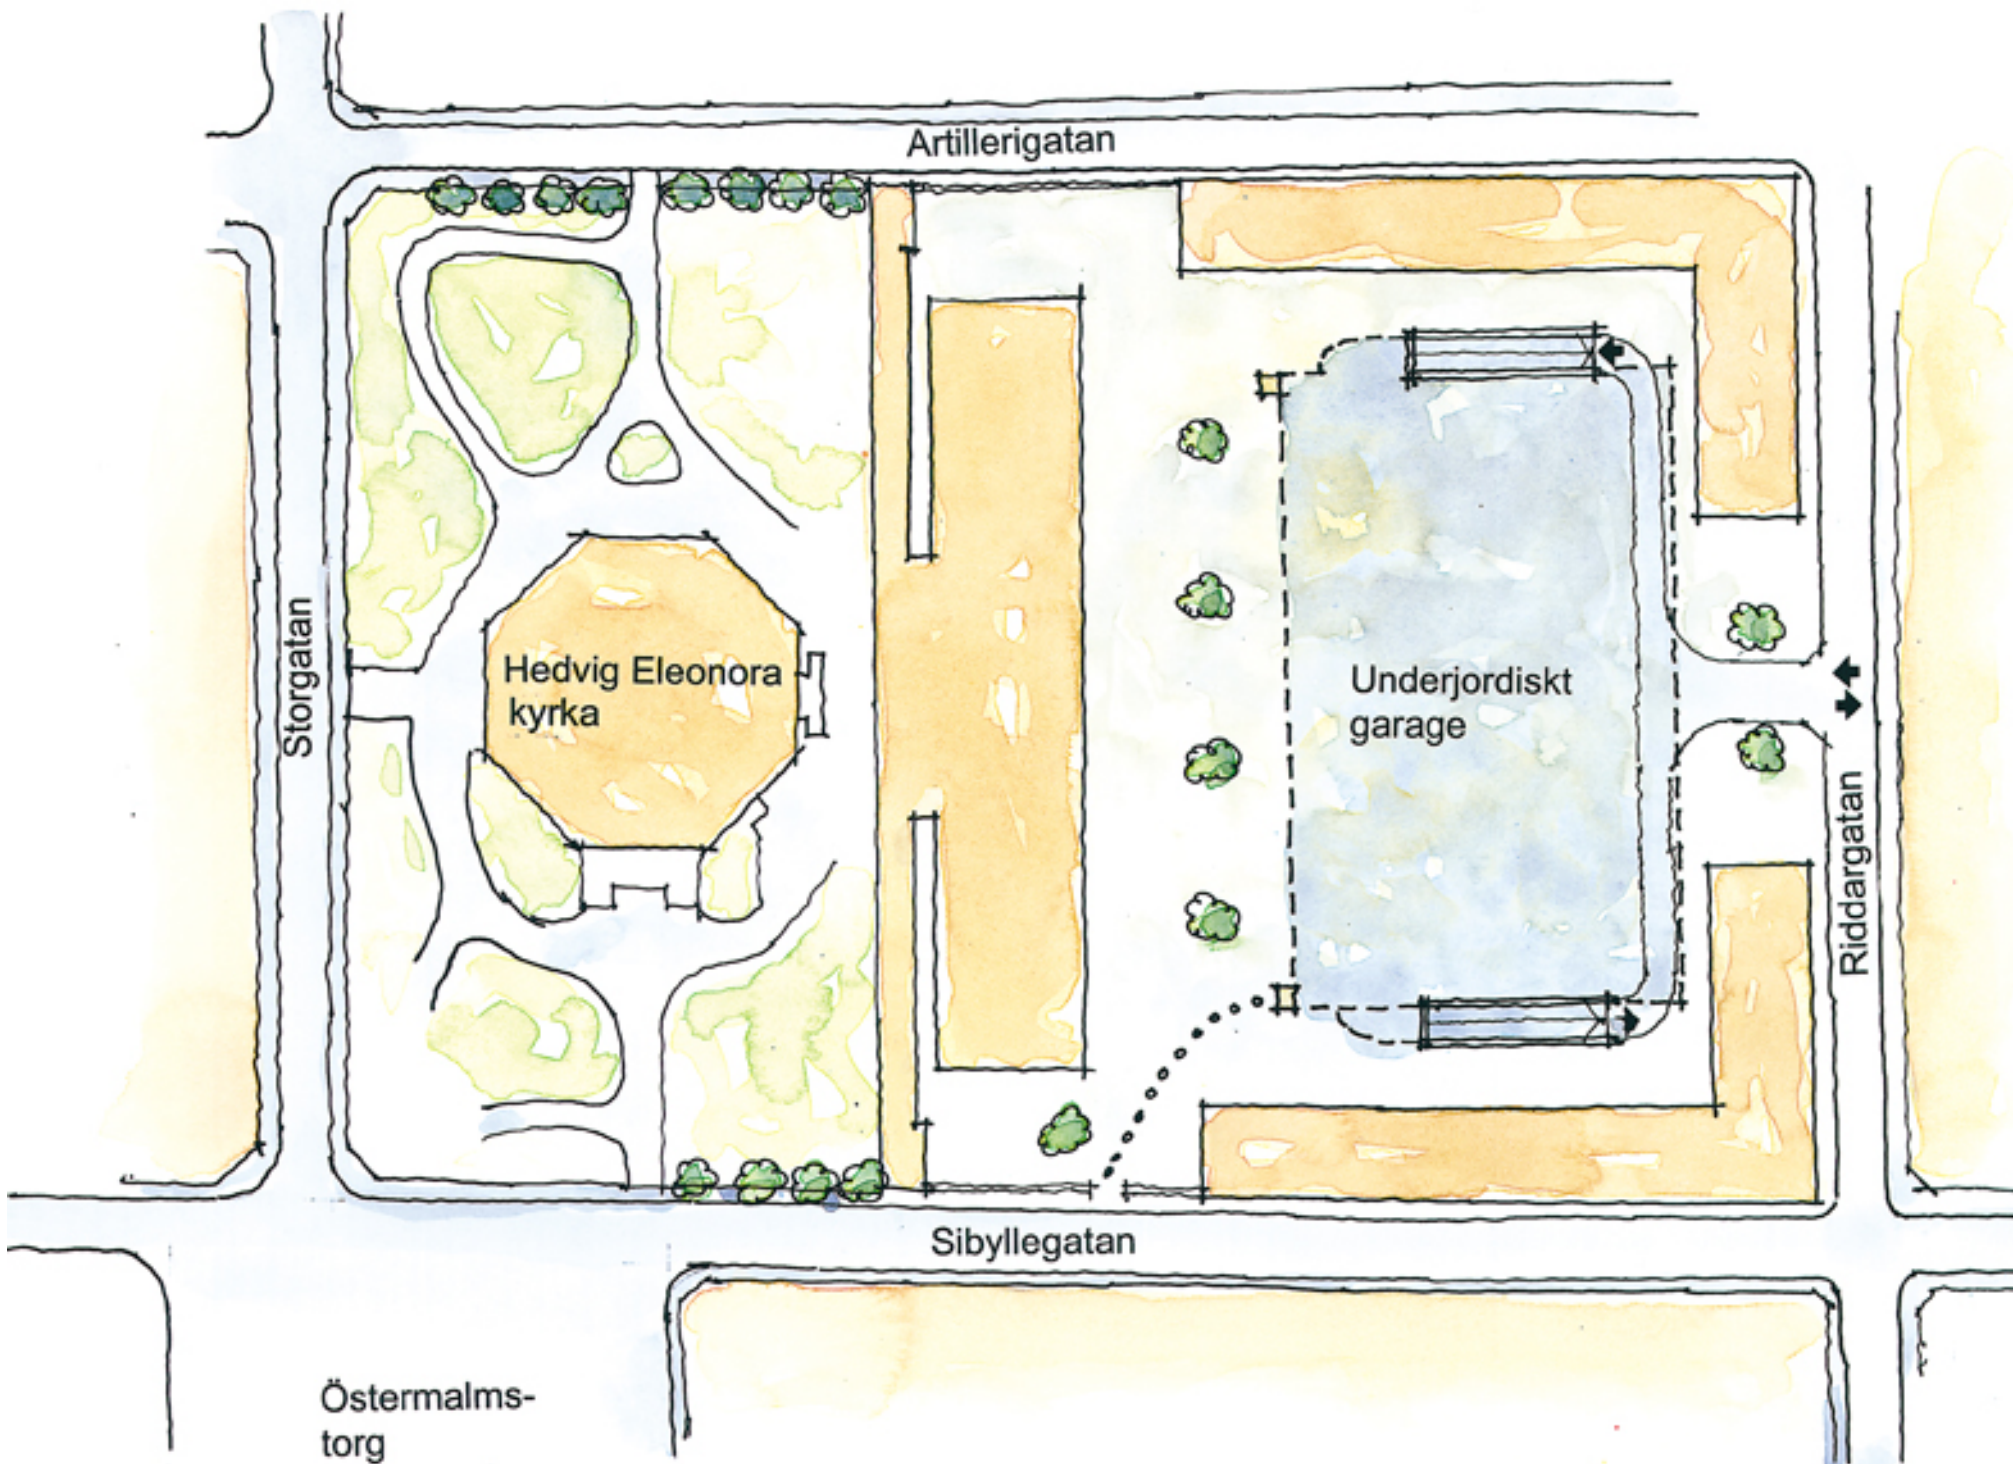 Artillerigatan
Storgatan
Hedvig Eleonora
kyrka
Underjordiskt
garage
Riddargatan
Sibyllegatan
Östermalms-
torg